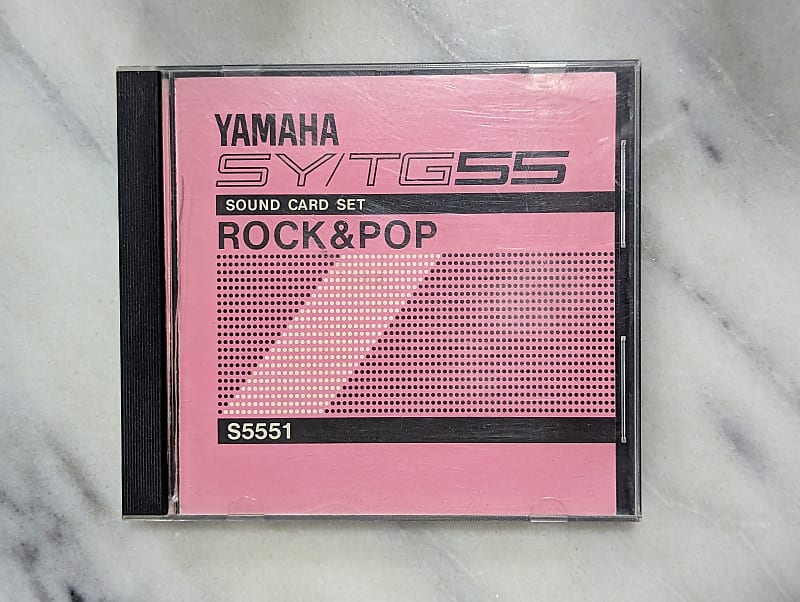 YAMAHA
SY/TG55
SOUND CARD SET
ROCK&POP
S5551